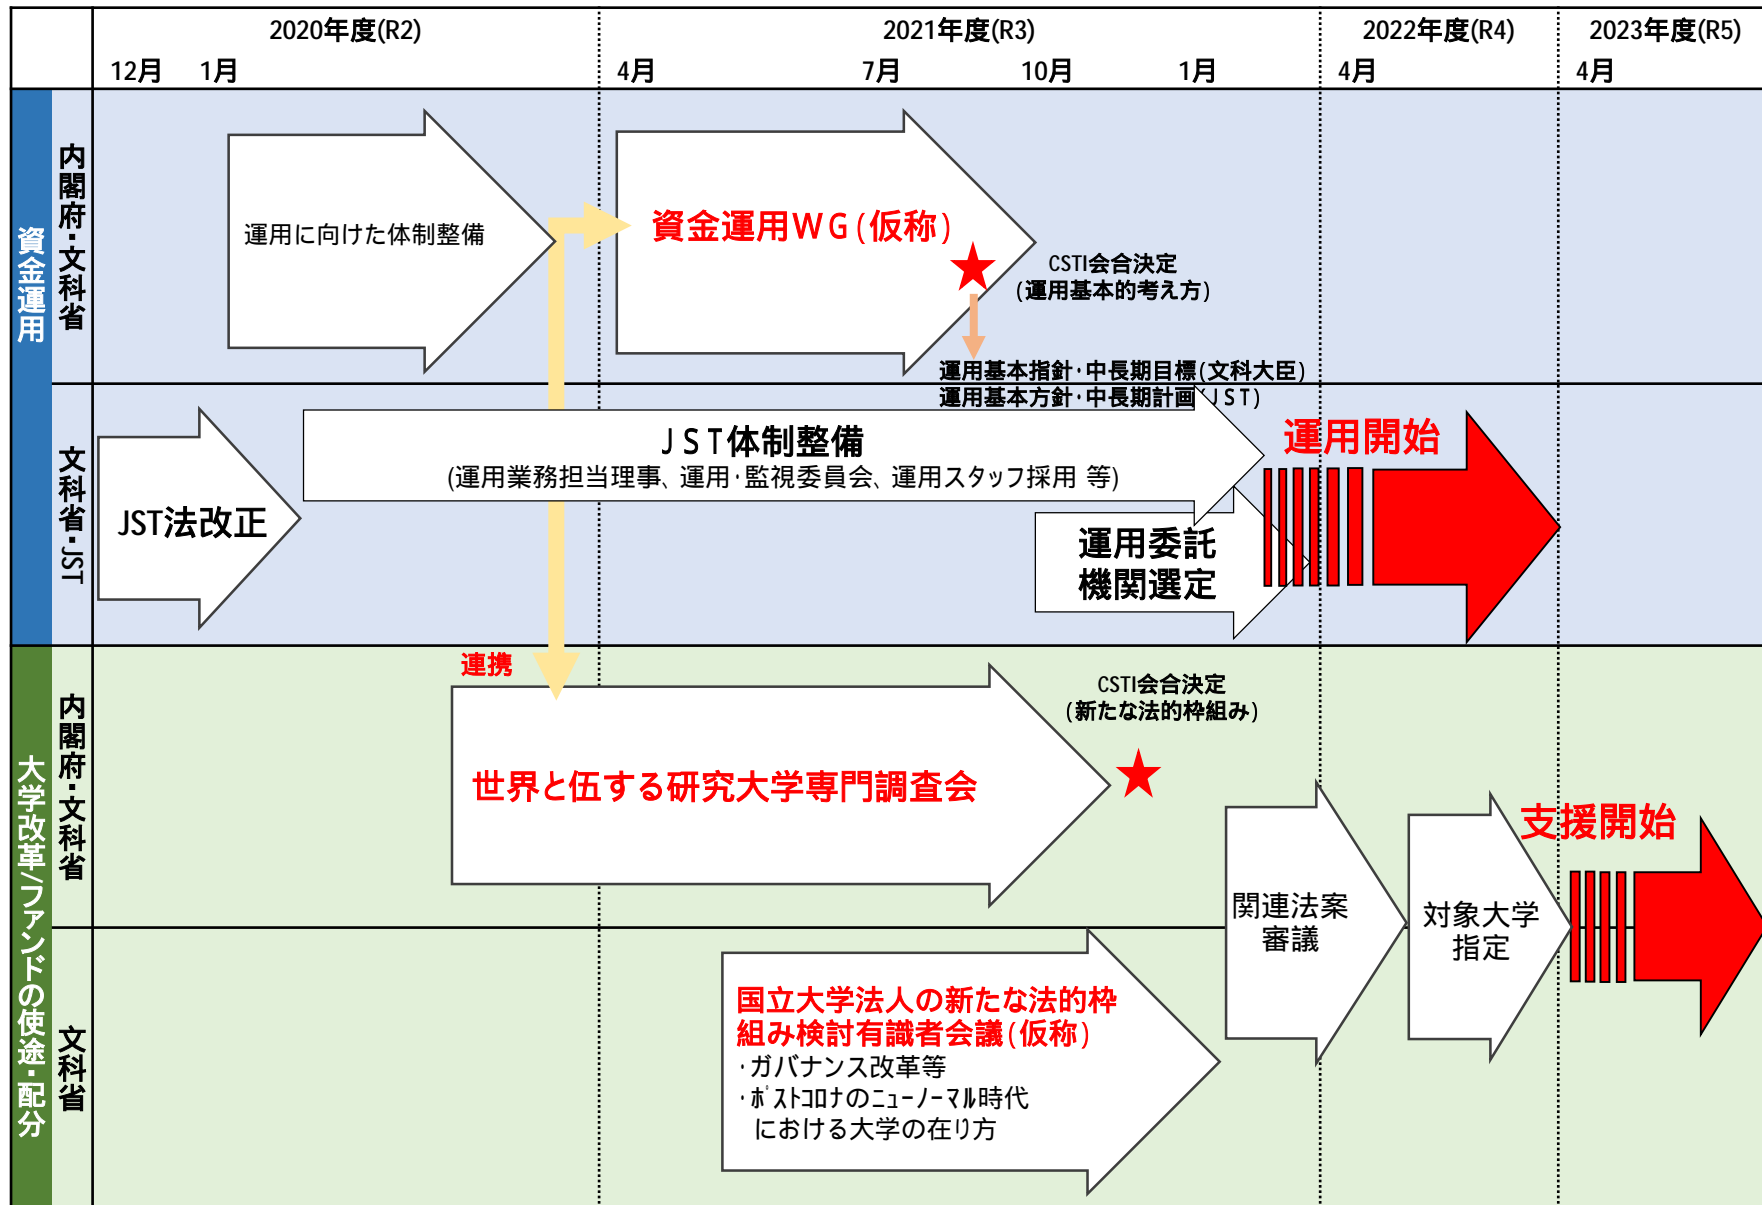 2020年度(R2)
2021年度(R3)
2022年度(R4)
2023年度(R5)
12月
1月
4月
7月
10月
1月
4月
4月
資金運用
内閣府・文科省
運用に向けた体制整備
資金運用WG(仮称)
CSTI会合決定
(運用基本的考え方)
運用基本指針・中長期目標(文科大臣)
運用基本方針・中長期計画(JST)
文科省・JST
JST法改正
JST体制整備
(運用業務担当理事、運用・監視委員会、運用スタッフ採用 等)
運用委託
機関選定
運用開始
連携
大学改革/ファンドの使途・配分
内閣府・文科省
世界と伍する研究大学専門調査会
CSTI会合決定
(新たな法的枠組み)
関連法案
審議
対象大学
指定
支援開始
文科省
国立大学法人の新たな法的枠
組み検討有識者会議(仮称)
・ガバナンス改革等
・ポストコロナのニューノーマル時代
における大学の在り方